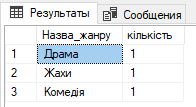 Результаты Сообщения
Назва_жанру кількість
1 Драма 1
2 Жахи 1
3 Комедія 1